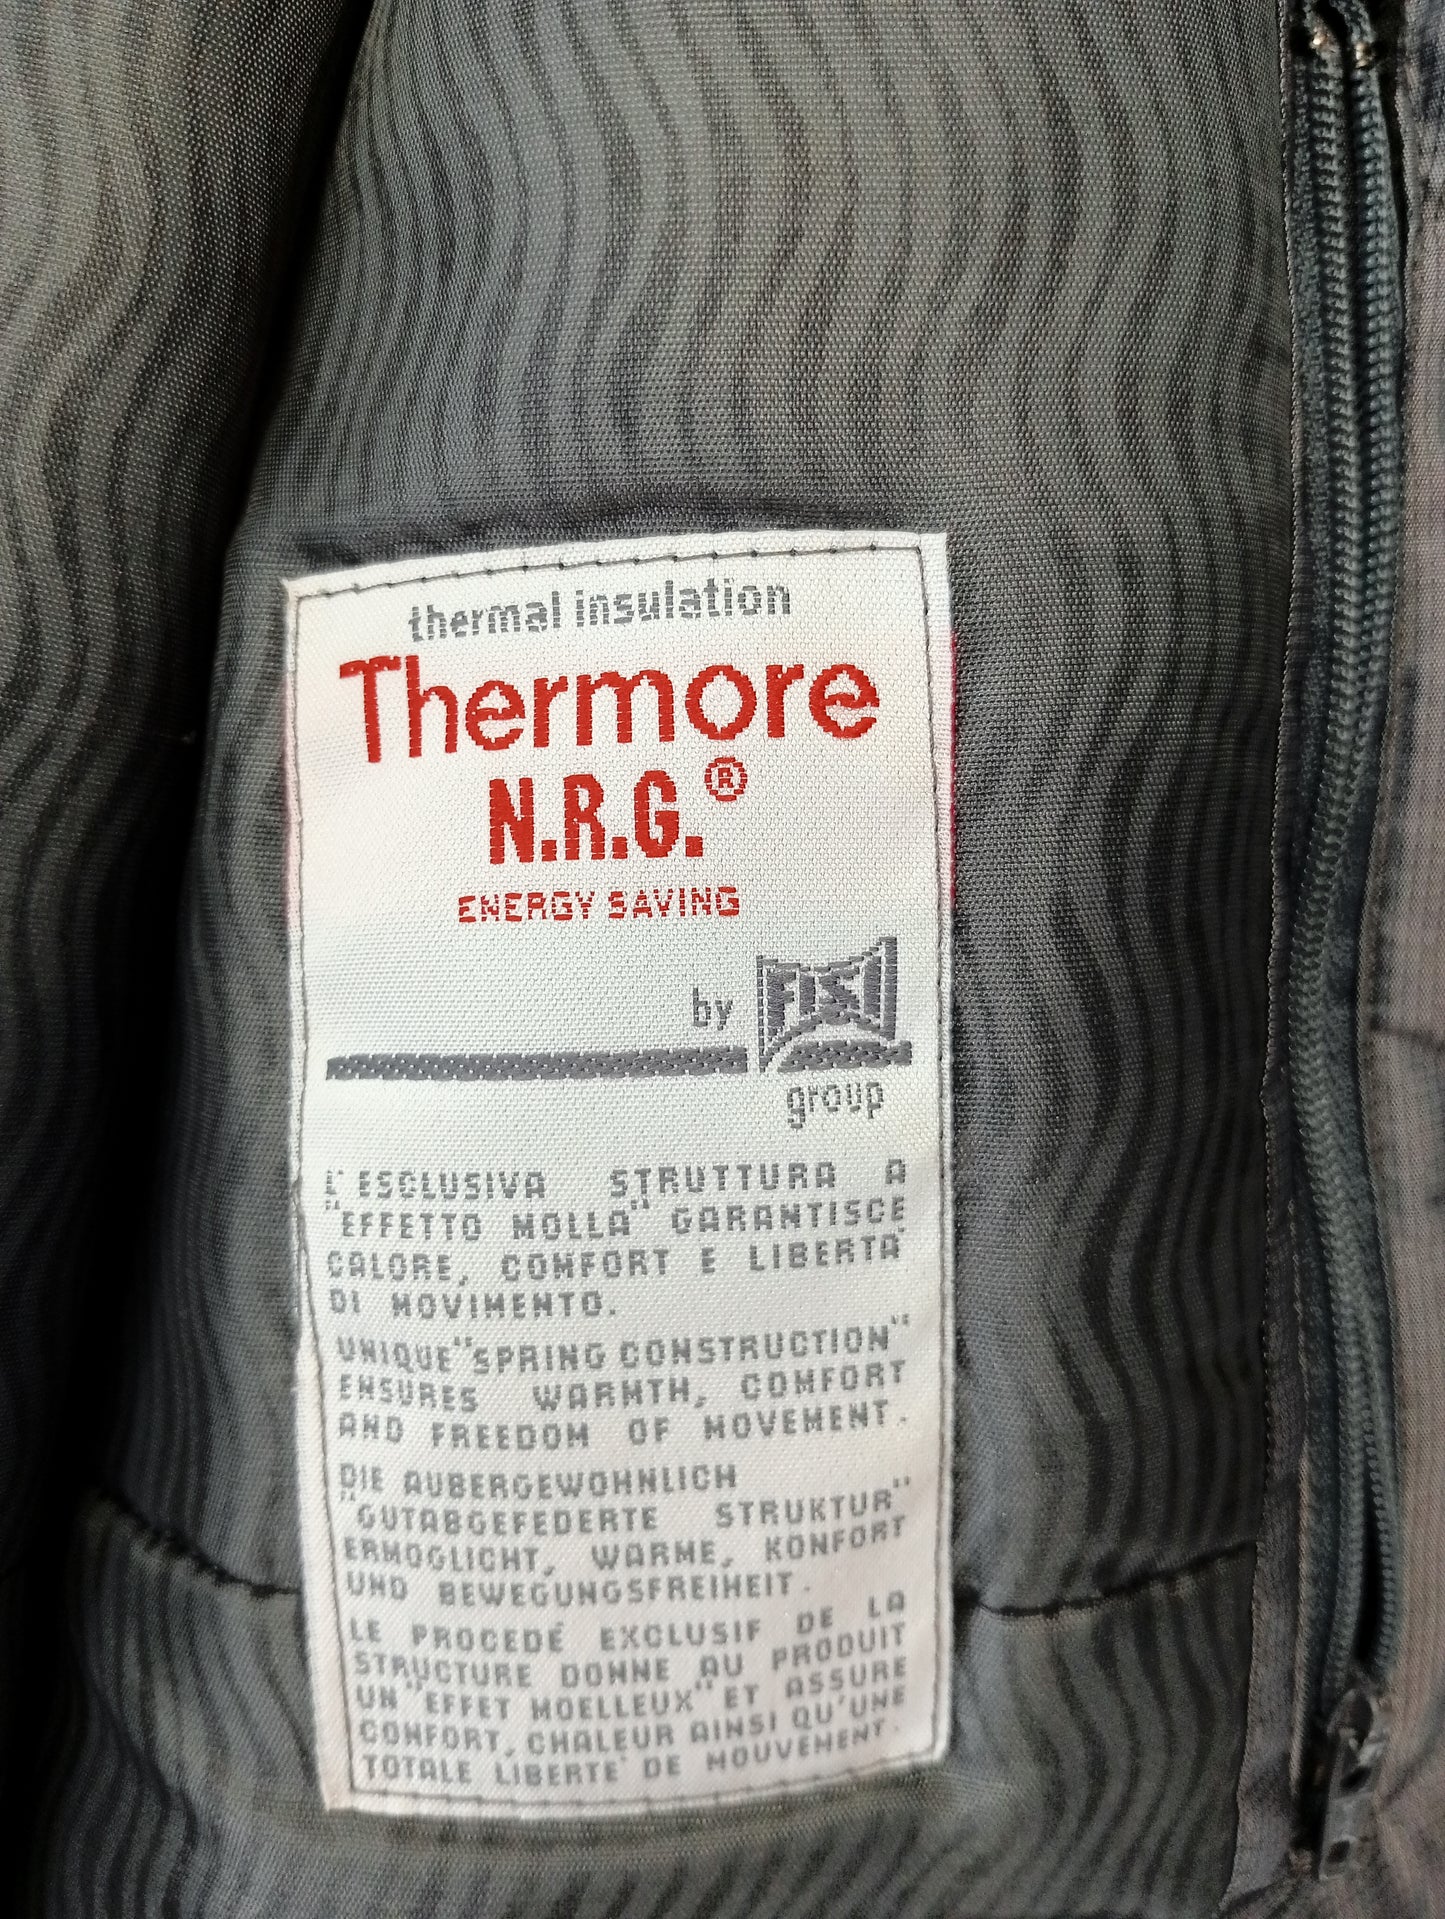 thermal insulation
Thermore
N.R.G.®
ENERGY SAVING
by FISI
group
L'ESCLUSIVA STRUTTURA A
"EFFETTO MOLLA" GARANTISCE
CALORE, COMFORT E LIBERTA'
DI MOVIMENTO.
UNIQUE "SPRING CONSTRUCTION"
ENSURES WARMTH, COMFORT
AND FREEDOM OF MOVEMENT.
DIE AUBERGEWOHNLICH
"GUTABGEFEDERTE STRUKTUR"
ERMOGLICHT, WARME, KONFORT
UND BEWEGUNGSFREIHEIT.
LE PROCEDÉ EXCLUSIF DE LA
STRUCTURE DONNE AU PRODUIT
UN "EFFET MOELLEUX" ET ASSURE
CONFORT, CHALEUR AINSI QU'UNE
TOTALE LIBERTE' DE MOUVEMENT.